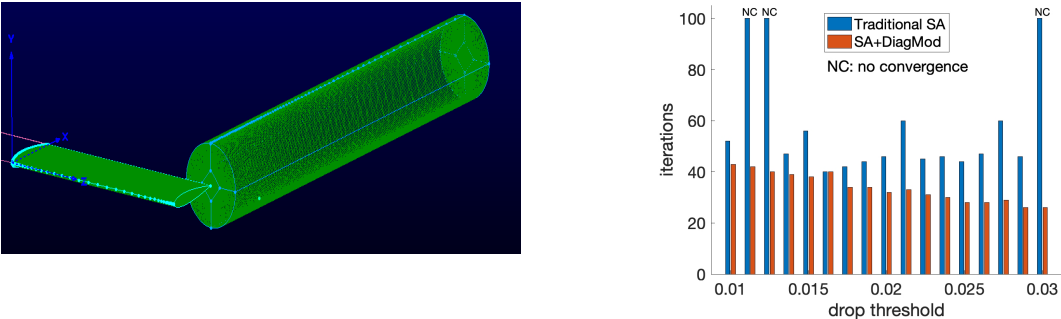 Y
X
Z
NC
NC
NC
100
80
60
40
20
0
iterations
Traditional SA
SA+DiagMod
NC: no convergence
0.01
0.015
0.02
0.025
0.03
drop threshold